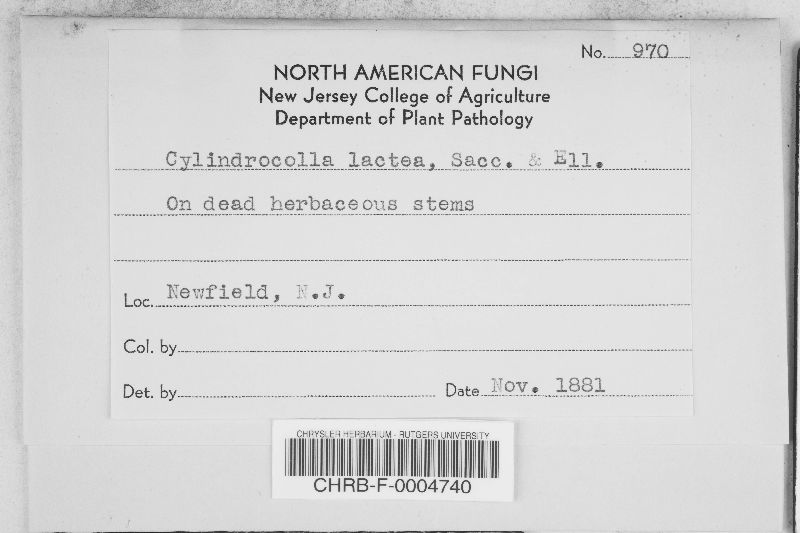 No. 970
NORTH AMERICAN FUNGI
New Jersey College of Agriculture
Department of Plant Pathology
Cylindrocolla lactea, Sacc. & Ell.
On dead herbaceous stems
Loc. Newfield, N.J.
Col. by
Det. by Date Nov. 1881
CHRYSLER HERBARIUM - RUTGERS UNIVERSITY
CHRB-F-0004740